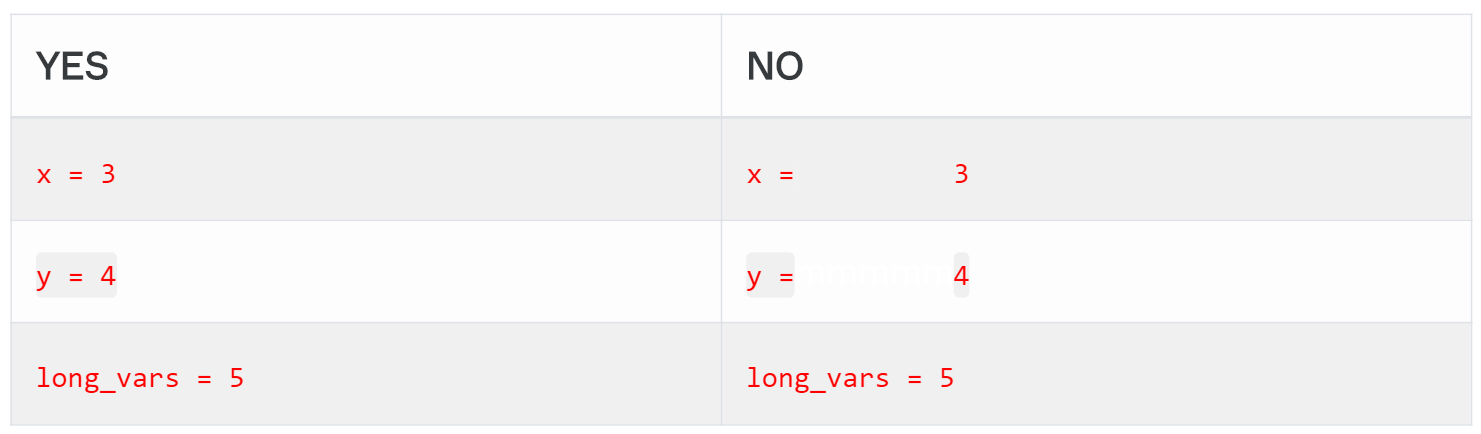 YES NO
x = 3 x =          3
y = 4 y =          4
long_vars = 5 long_vars = 5